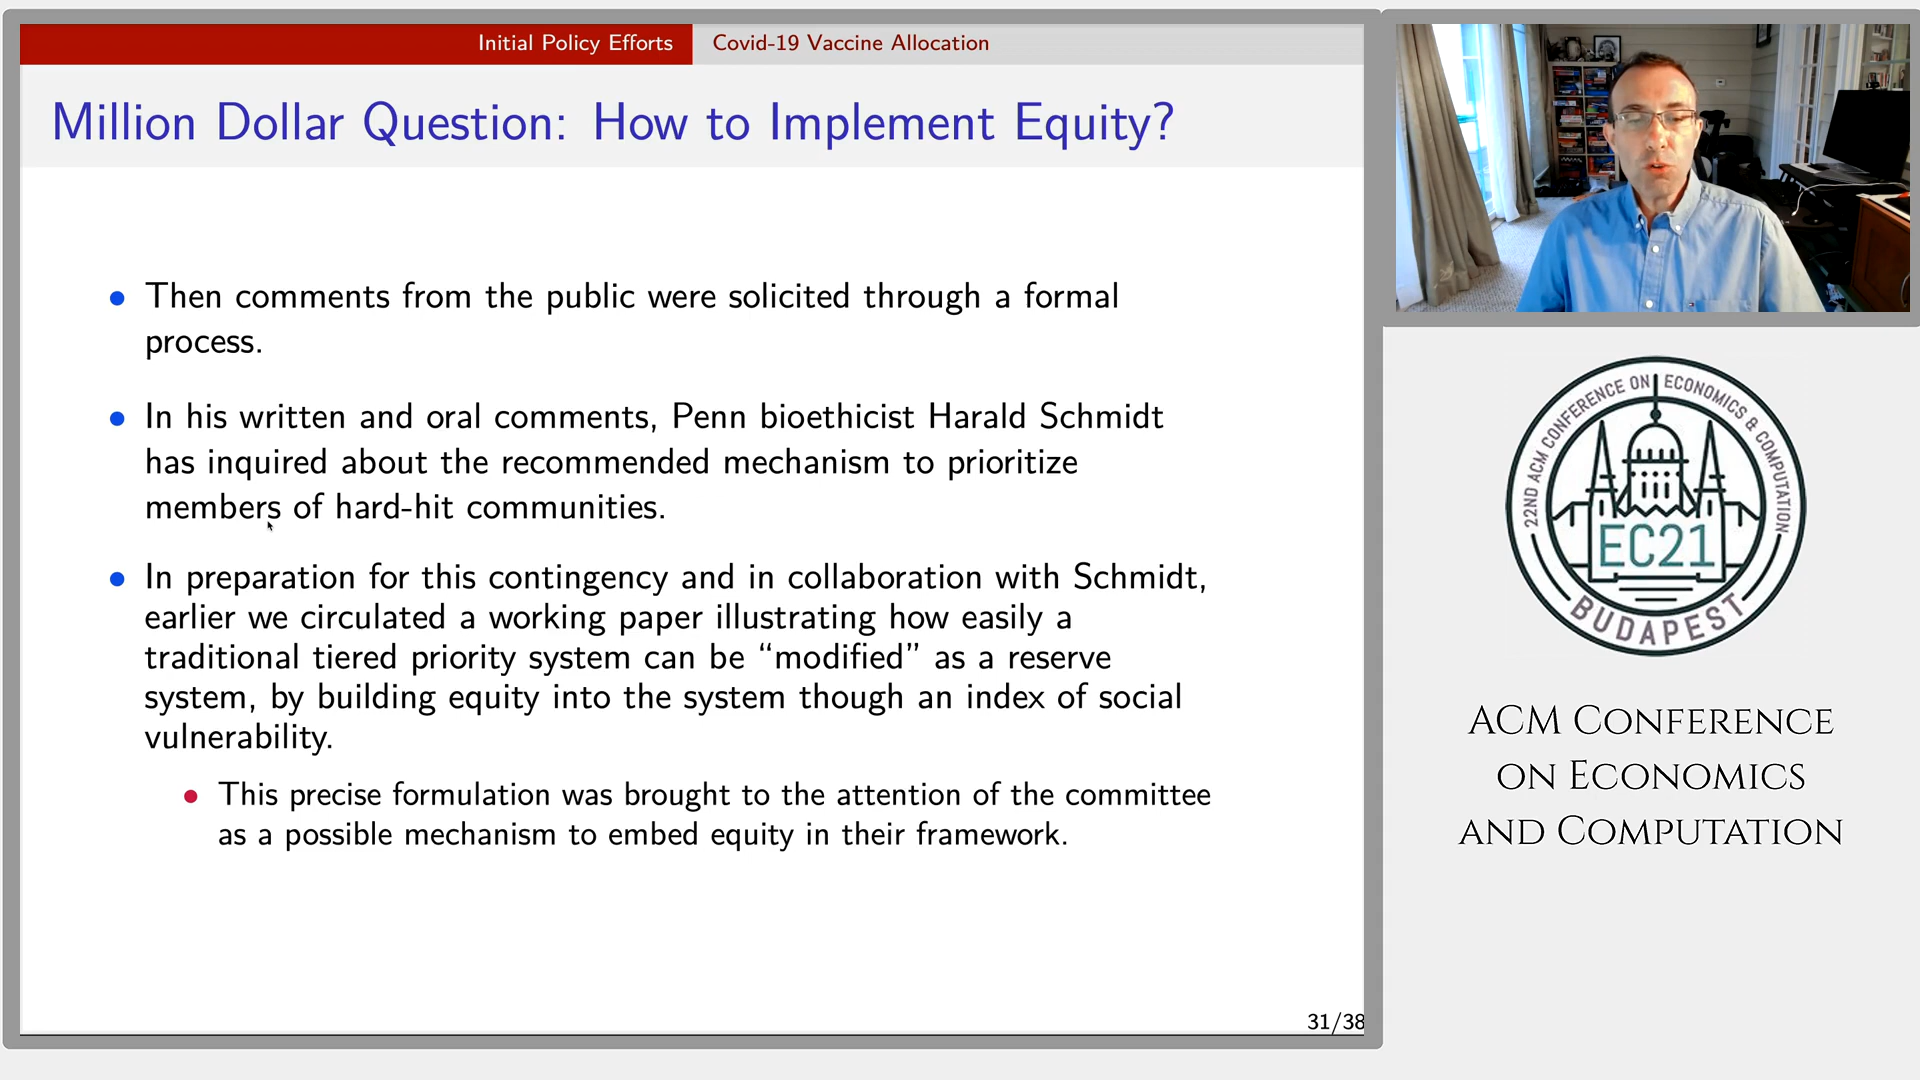 Initial Policy Efforts
Covid-19 Vaccine Allocation
Million Dollar Question: How to Implement Equity?
• Then comments from the public were solicited through a formal
process.
• In his written and oral comments, Penn bioethicist Harald Schmidt
has inquired about the recommended mechanism to prioritize
members of hard-hit communities.
• In preparation for this contingency and in collaboration with Schmidt,
earlier we circulated a working paper illustrating how easily a
traditional tiered priority system can be “modified” as a reserve
system, by building equity into the system though an index of social
vulnerability.
• This precise formulation was brought to the attention of the committee
as a possible mechanism to embed equity in their framework.
31/38
22ND ACM CONFERENCE ON ECONOMICS & COMPUTATION
EC21
BUDAPEST
ACM CONFERENCE
ON ECONOMICS
AND COMPUTATION